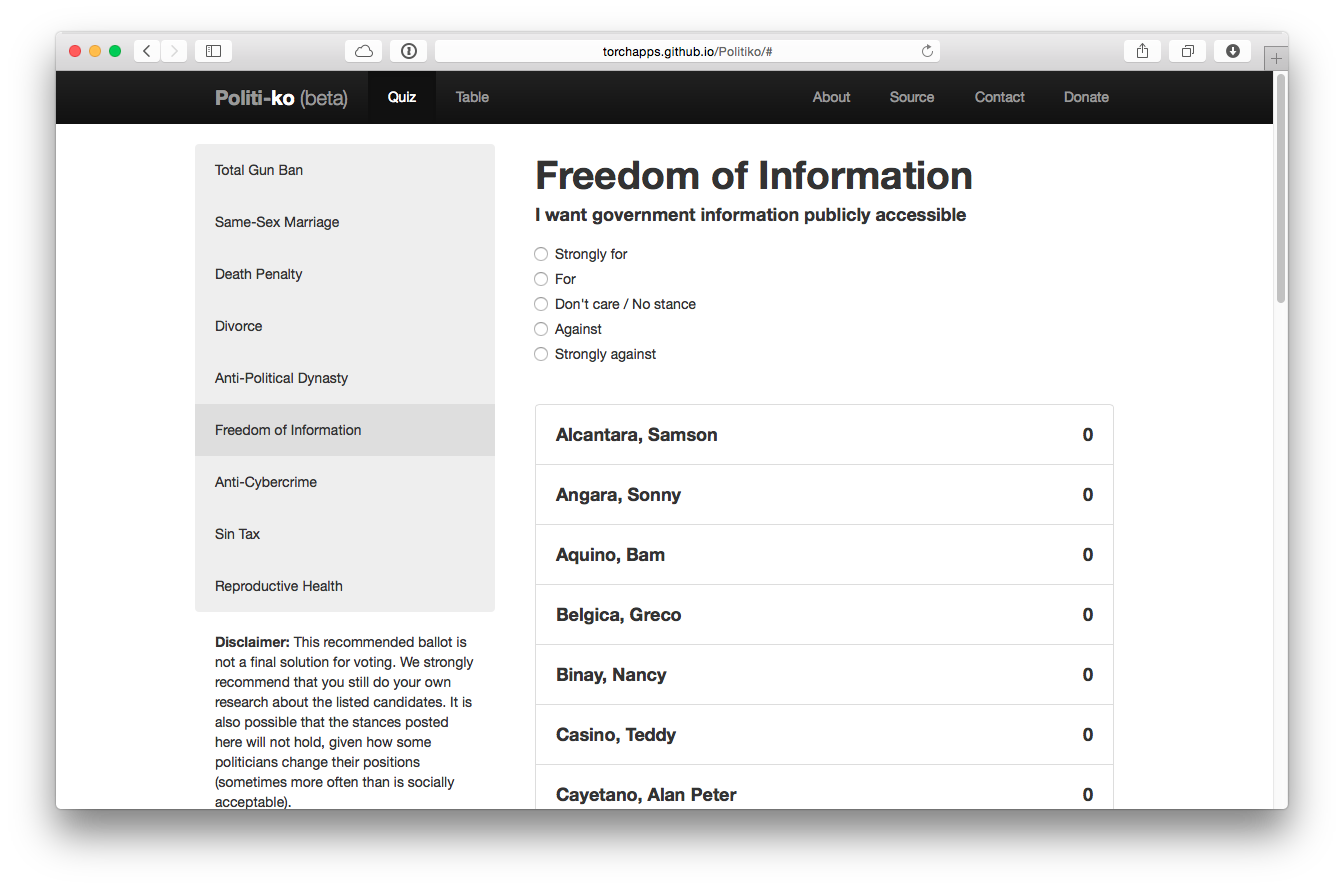 torchapps.github.io/Politiko/#
Politi-ko (beta)
Quiz
Table
About
Source
Contact
Donate
Total Gun Ban
Same-Sex Marriage
Death Penalty
Divorce
Anti-Political Dynasty
Freedom of Information
Anti-Cybercrime
Sin Tax
Reproductive Health
Disclaimer: This recommended ballot is
not a final solution for voting. We strongly
recommend that you still do your own
research about the listed candidates. It is
also possible that the stances posted
here will not hold, given how some
politicians change their positions
(sometimes more often than is socially
acceptable).
Freedom of Information
I want government information publicly accessible
Strongly for
For
Don't care / No stance
Against
Strongly against
Alcantara, Samson 0
Angara, Sonny 0
Aquino, Bam 0
Belgica, Greco 0
Binay, Nancy 0
Casino, Teddy 0
Cayetano, Alan Peter 0